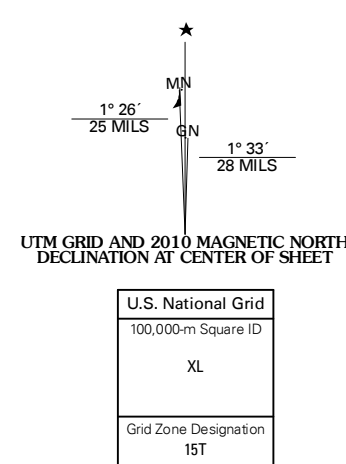 MN
1° 26´
25 MILS
GN
1° 33´
28 MILS
UTM GRID AND 2010 MAGNETIC NORTH
DECLINATION AT CENTER OF SHEET
U.S. National Grid
100,000-m Square ID
XL
Grid Zone Designation
15T